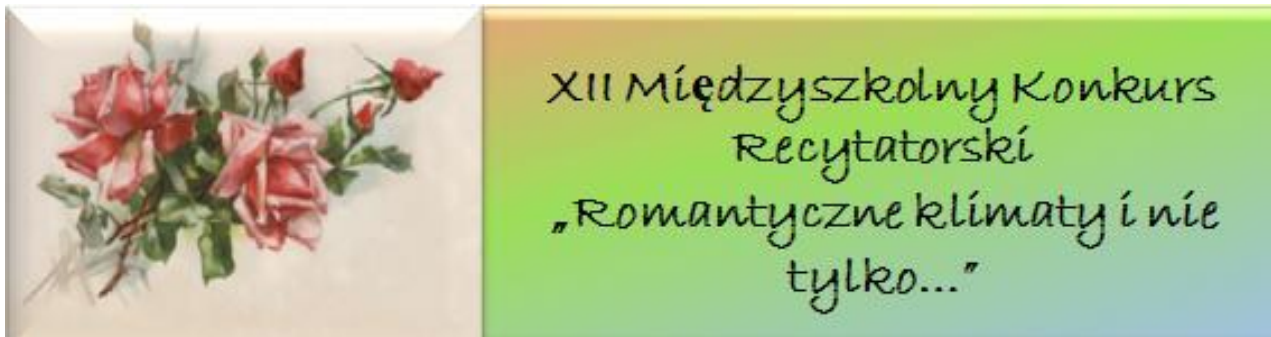 XII Międzyszkolny Konkurs
Recytatorski
„Romantyczne klimaty i nie
tylko...”